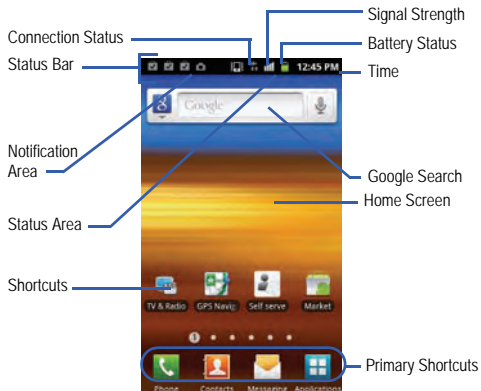 Signal Strength
Connection Status
Battery Status
Status Bar
12:45 PM
Time
Google
Notification
Area
Google Search
Home Screen
Status Area
Shortcuts
TV & Radio GPS Navig Self serve Market
1
Primary Shortcuts
Phone Contacts Messaging Applications